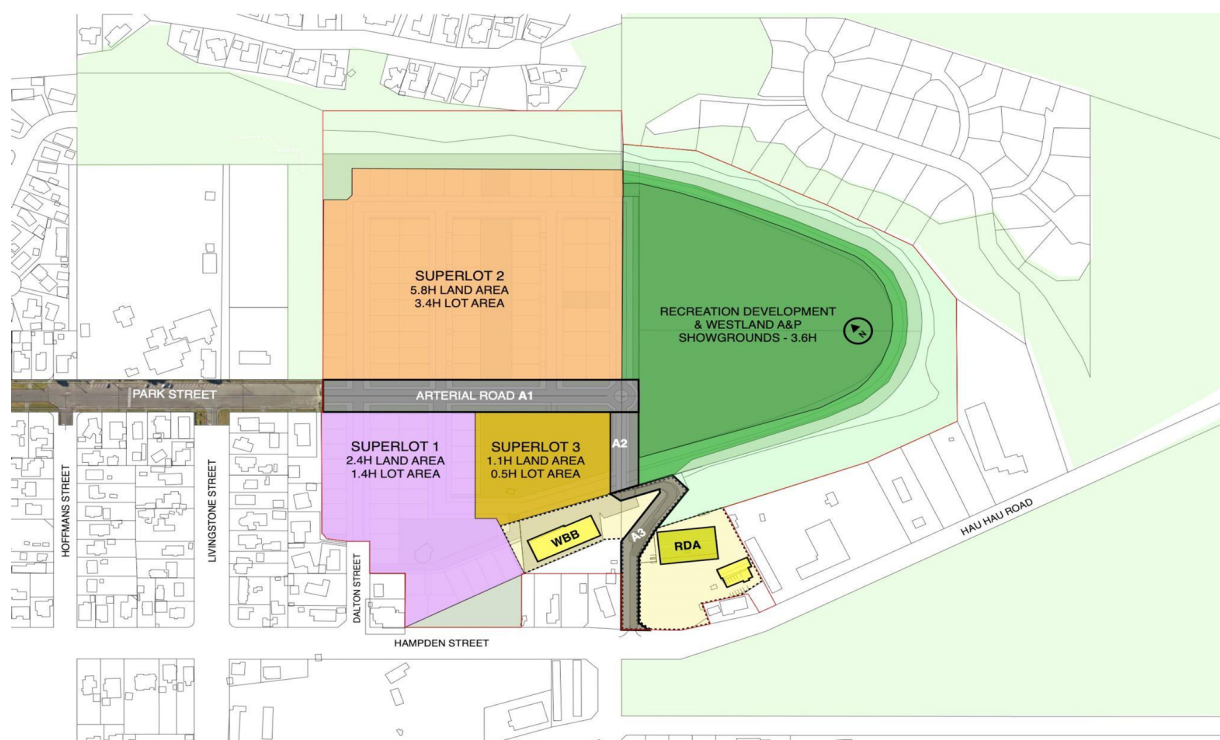 SUPERLOT 2
5.8H LAND AREA
3.4H LOT AREA
RECREATION DEVELOPMENT
& WESTLAND A&P
SHOWGROUNDS - 3.6H
N
PARK STREET
ARTERIAL ROAD A1
SUPERLOT 1
2.4H LAND AREA
1.4H LOT AREA
SUPERLOT 3
1.1H LAND AREA
0.5H LOT AREA
A2
HOFFMANS STREET
LIVINGSTONE STREET
DALTON STREET
WBB
A3
RDA
HAU HAU ROAD
HAMPDEN STREET